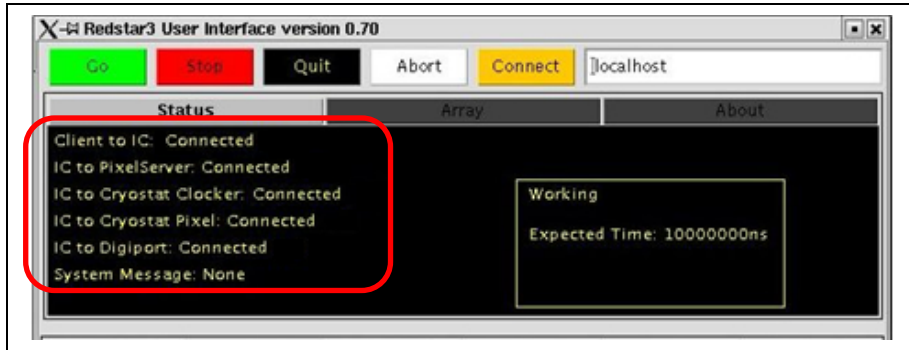 Redstar3 User Interface version 0.70
Go Stop Quit Abort Connect localhost
Status Array About
Client to IC: Connected
IC to PixelServer: Connected
IC to Cryostat Clocker: Connected
IC to Cryostat Pixel: Connected
IC to Digiport: Connected
System Message: None
Working
Expected Time: 10000000ns